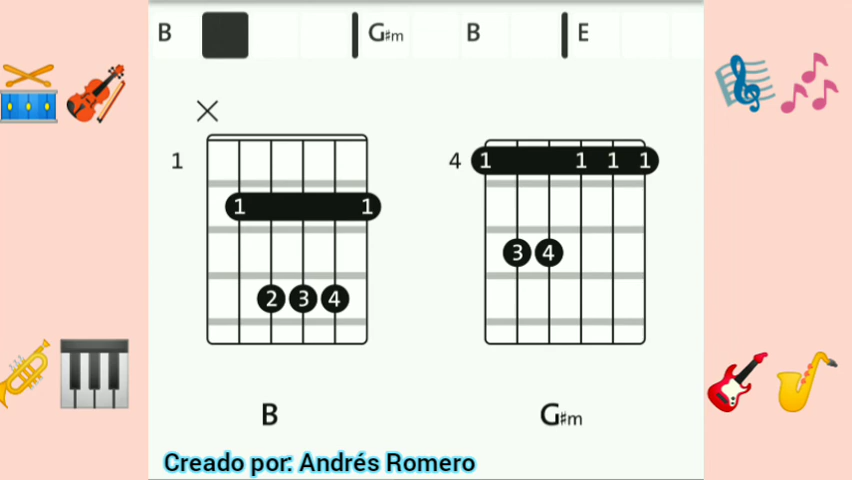 B G♯m B E
1 4 1 1 1 1
1 1
3 4
2 3 4
B G♯m
Creado por: Andrés Romero